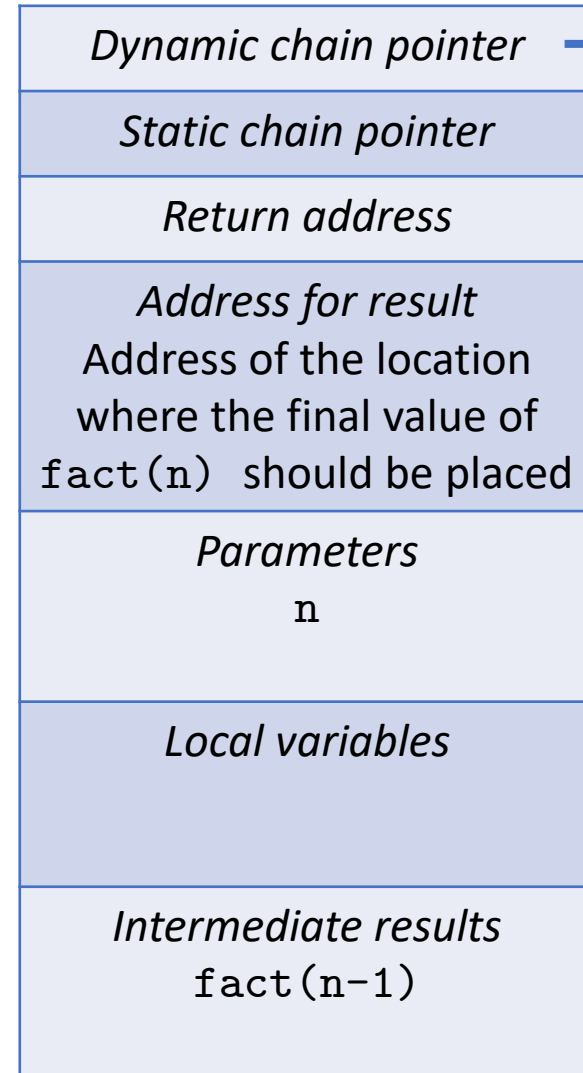 Dynamic chain pointer
Static chain pointer
Return address
Address for result
Address of the location
where the final value of
fact(n) should be placed
Parameters
n
Local variables
Intermediate results
fact(n-1)